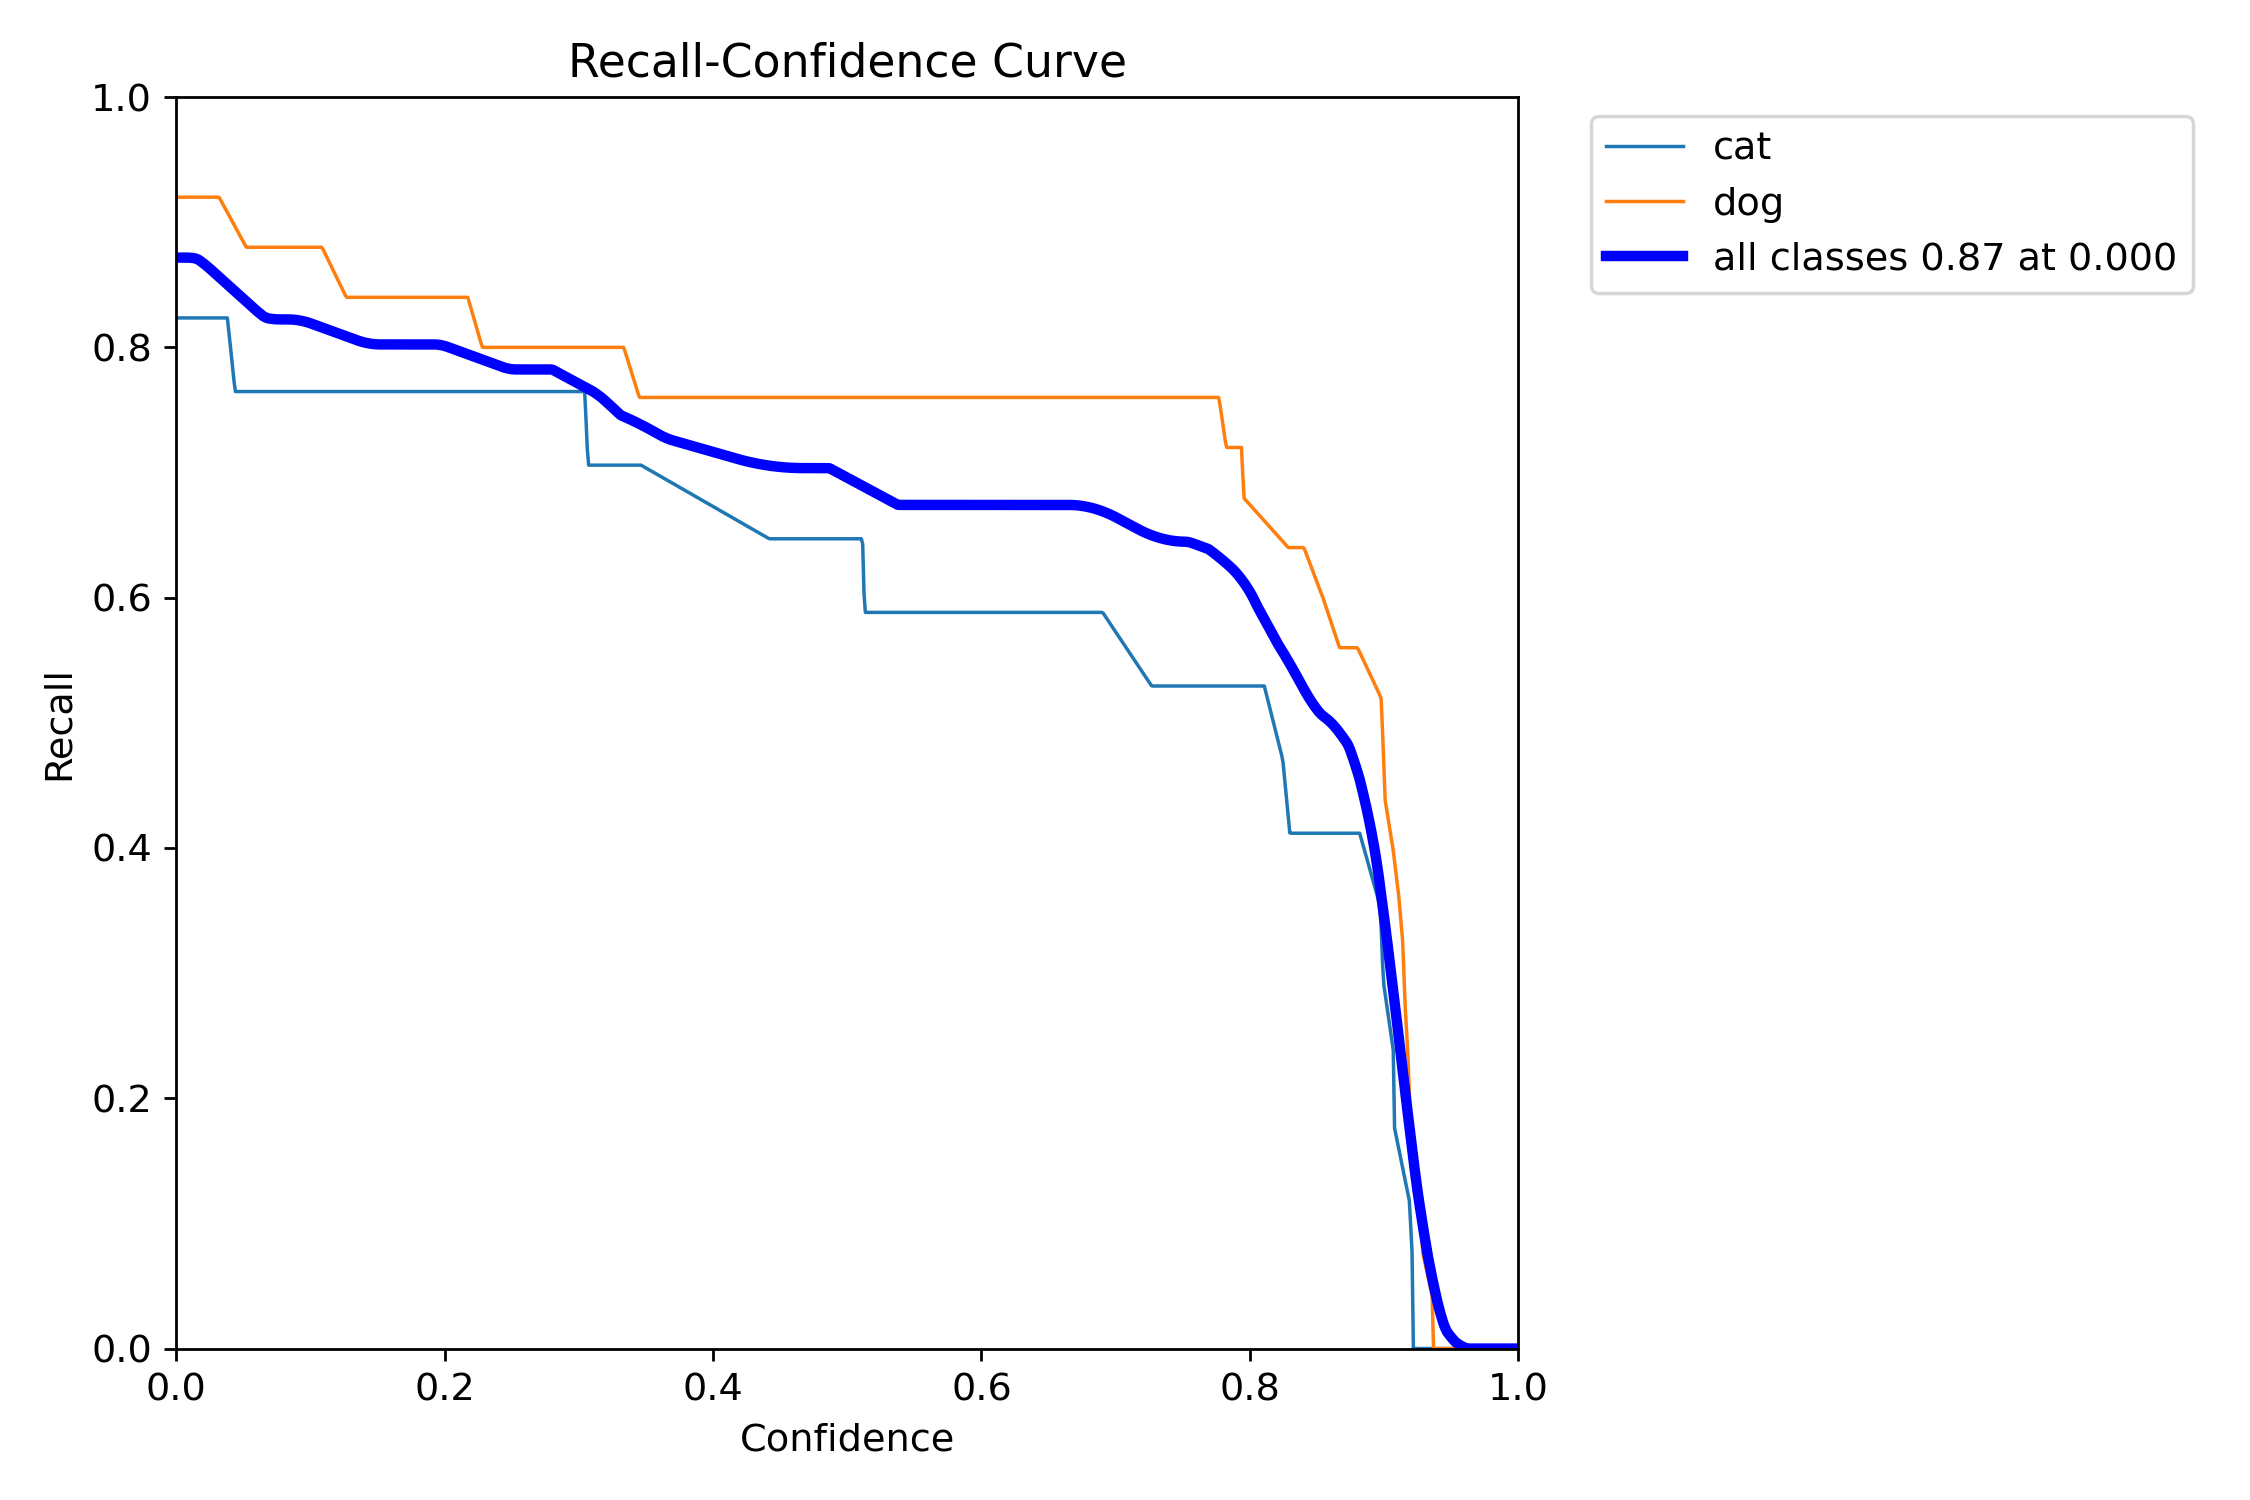 Recall-Confidence Curve
1.0
0.8
0.6
0.4
0.2
0.0
Recall
0.0 0.2 0.4 0.6 0.8 1.0
Confidence
cat
dog
all classes 0.87 at 0.000